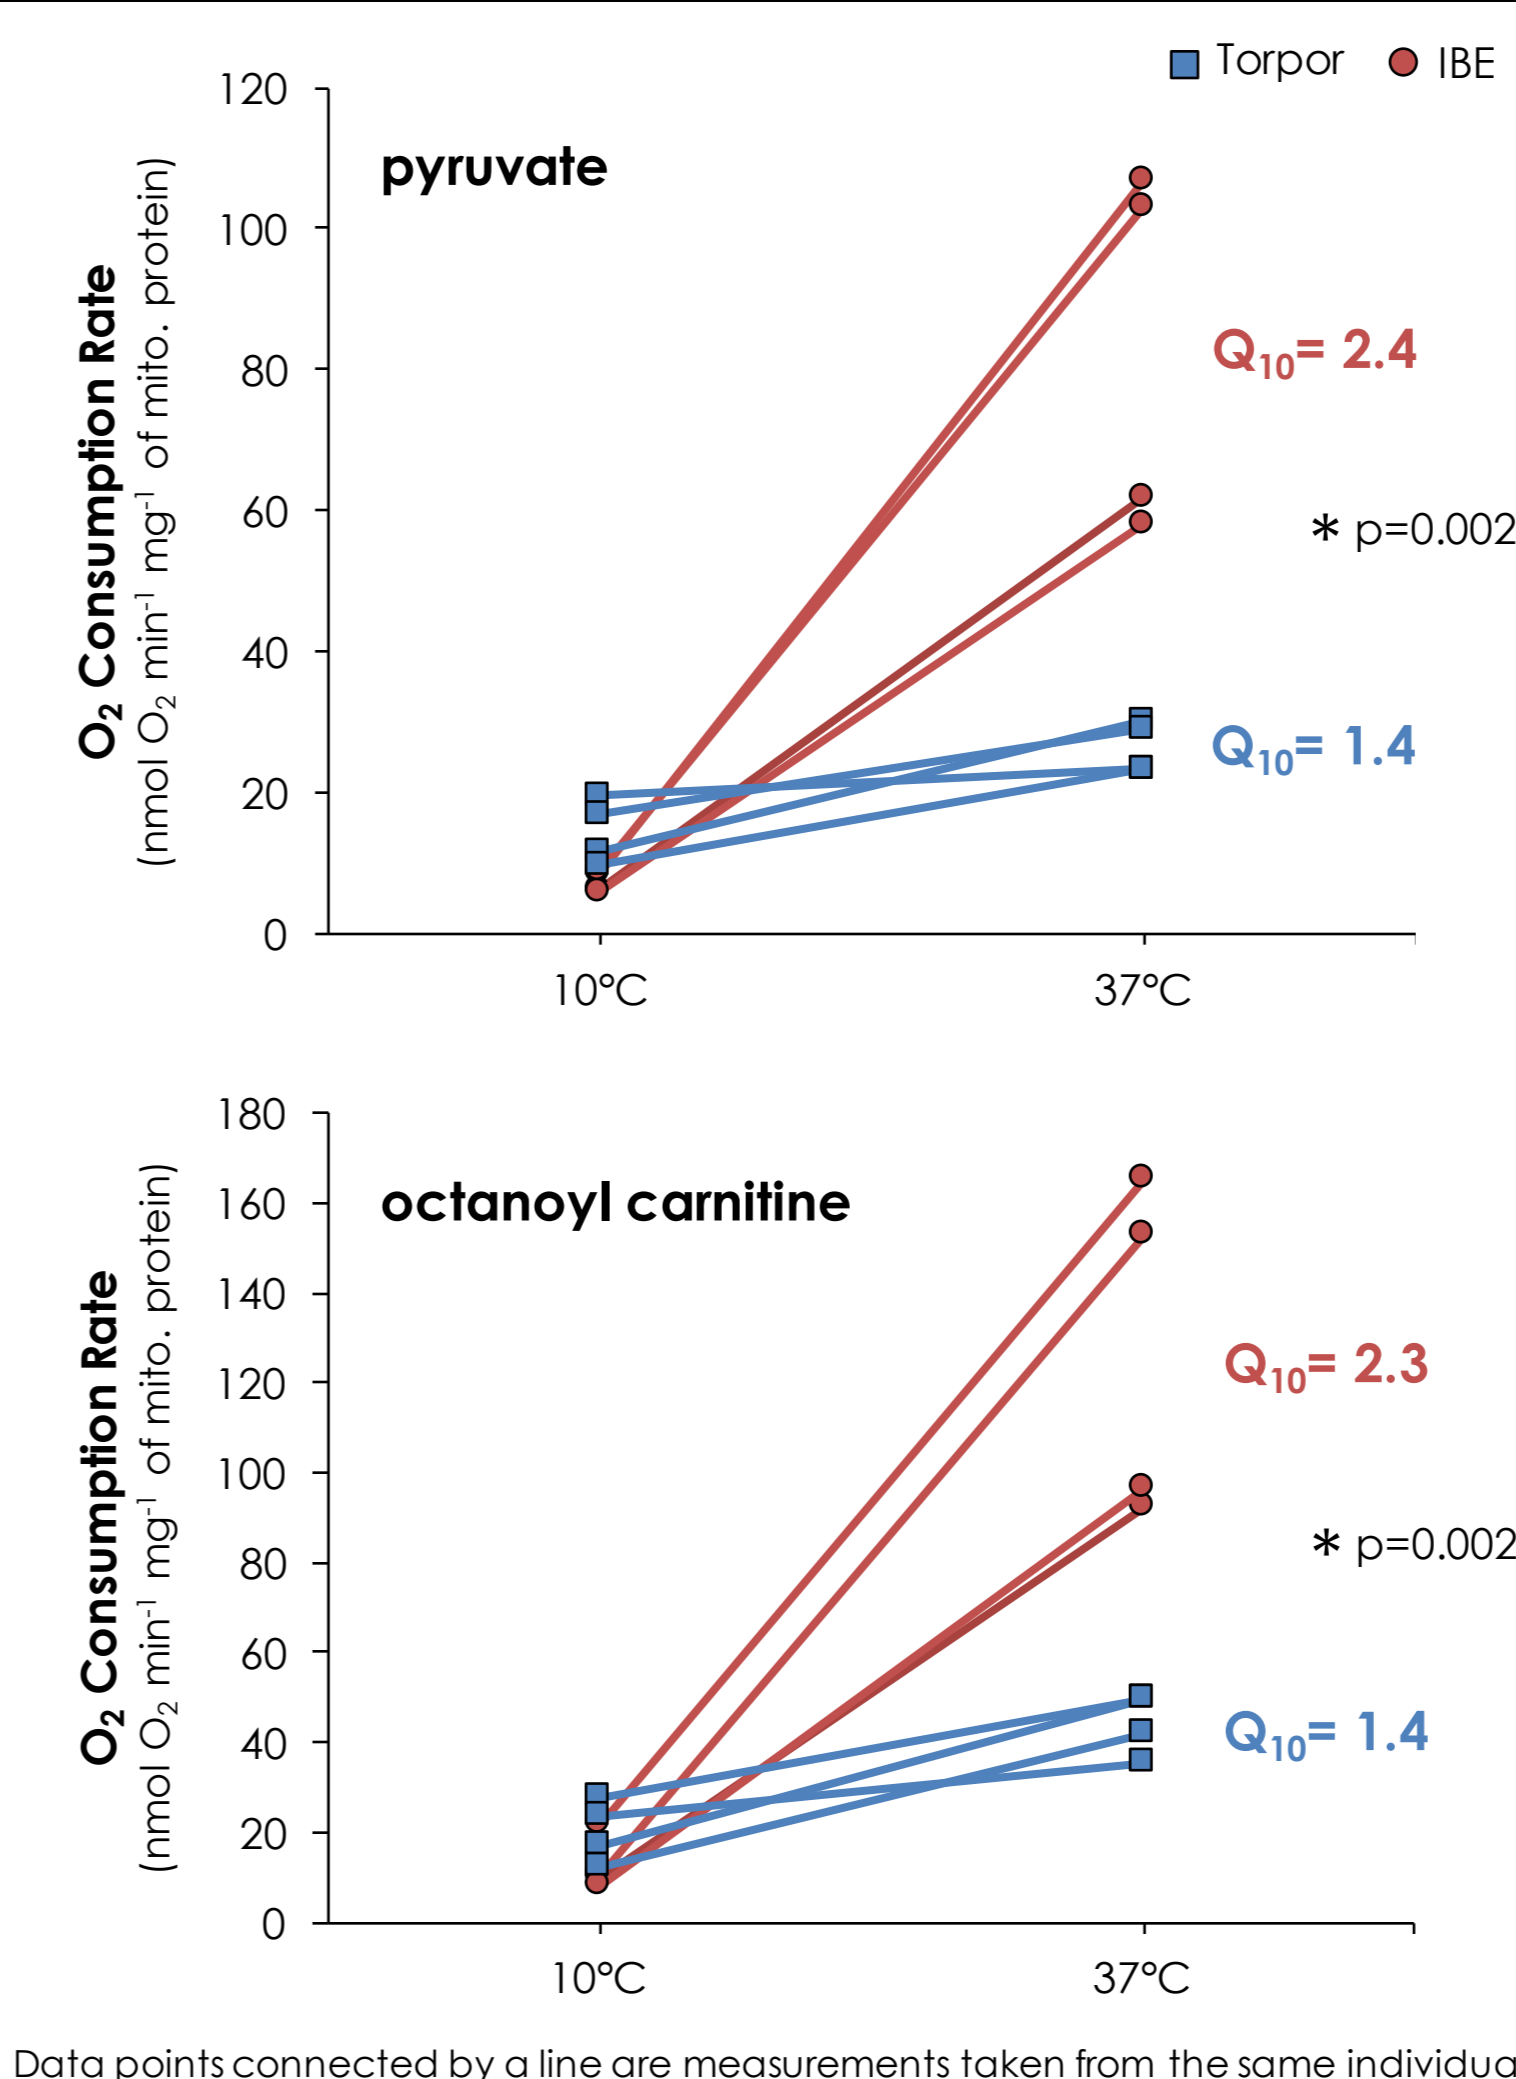 Torpor IBE
pyruvate
O₂ Consumption Rate
(nmol O₂ min⁻¹ mg⁻¹ of mito. protein)
120
100
80
60
40
20
0
10°C 37°C
Q₁₀= 2.4
* p=0.002
Q₁₀= 1.4
octanoyl carnitine
O₂ Consumption Rate
(nmol O₂ min⁻¹ mg⁻¹ of mito. protein)
180
160
140
120
100
80
60
40
20
0
10°C 37°C
Q₁₀= 2.3
* p=0.002
Q₁₀= 1.4
Data points connected by a line are measurements taken from the same individua